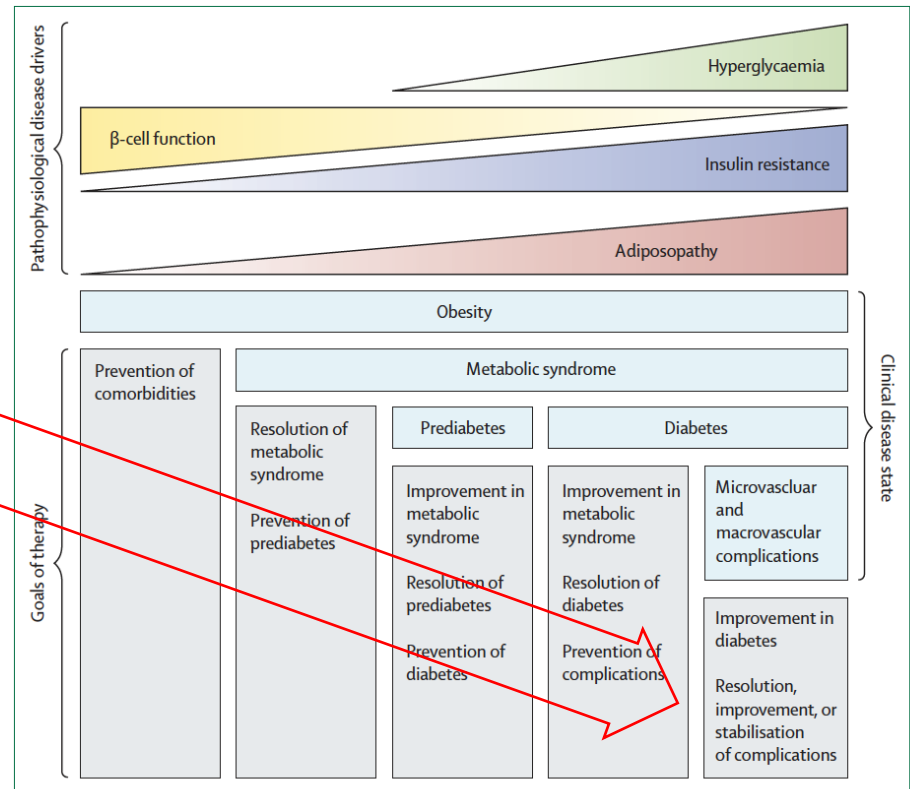 Pathophysiological disease drivers
Hyperglycaemia
β-cell function
Insulin resistance
Adiposopathy
Obesity
Clinical disease state
Goals of therapy
Prevention of
comorbidities
Metabolic syndrome
Resolution of
metabolic
syndrome
Prevention of
prediabetes
Prediabetes
Improvement in
metabolic
syndrome
Resolution of
prediabetes
Prevention of
diabetes
Diabetes
Improvement in
metabolic
syndrome
Resolution of
diabetes
Prevention of
complications
Microvascluar
and
macrovascular
complications
Improvement in
diabetes
Resolution,
improvement, or
stabilisation
of complications